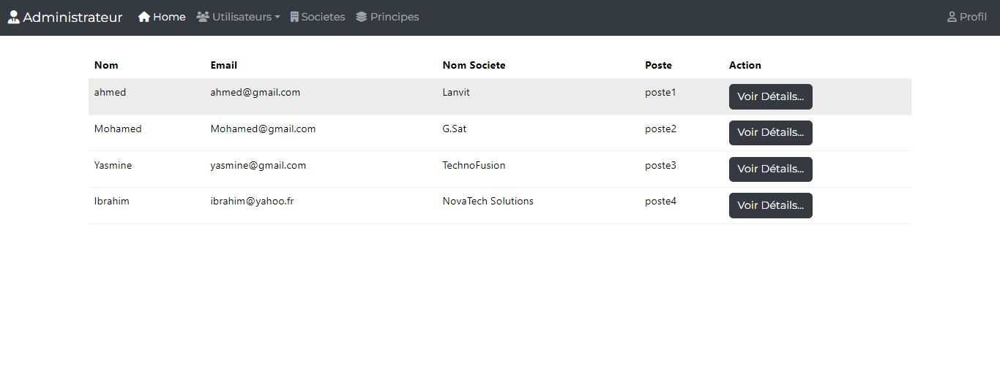 Administrateur Home Utilisateurs Societes Principes Profil
Nom Email Nom Societe Poste Action
ahmed ahmed@gmail.com Lanvit poste1 Voir Détails...
Mohamed Mohamed@gmail.com G.Sat poste2 Voir Détails...
Yasmine yasmine@gmail.com TechnoFusion poste3 Voir Détails...
Ibrahim ibrahim@yahoo.fr NovaTech Solutions poste4 Voir Détails...